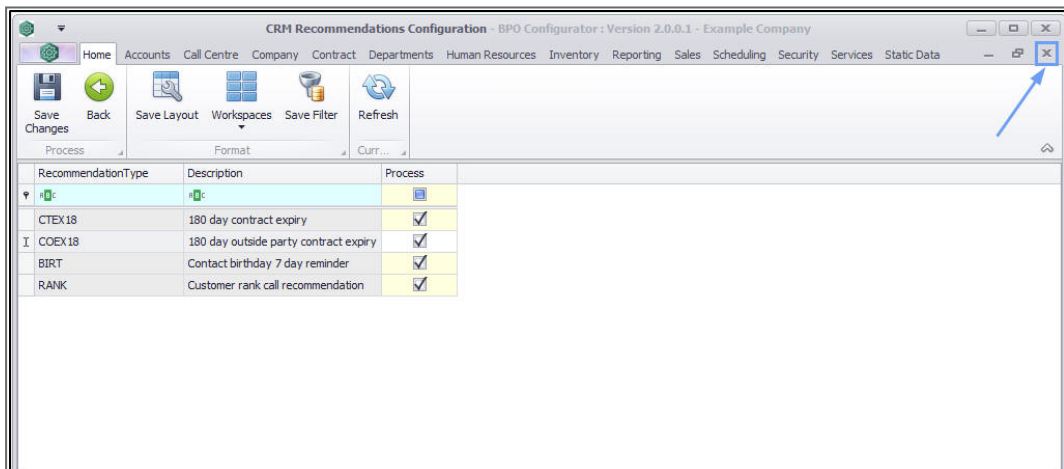 CRM Recommendations Configuration - BPO Configurator : Version 2.0.0.1 - Example Company
Home Accounts Call Centre Company Contract Departments Human Resources Inventory Reporting Sales Scheduling Security Services Static Data
Save Changes Back Save Layout Workspaces Save Filter Refresh
Process Format Curr...
RecommendationType Description Process
ABC ABC
CTEX18 180 day contract expiry
COEX18 180 day outside party contract expiry
BIRT Contact birthday 7 day reminder
RANK Customer rank call recommendation